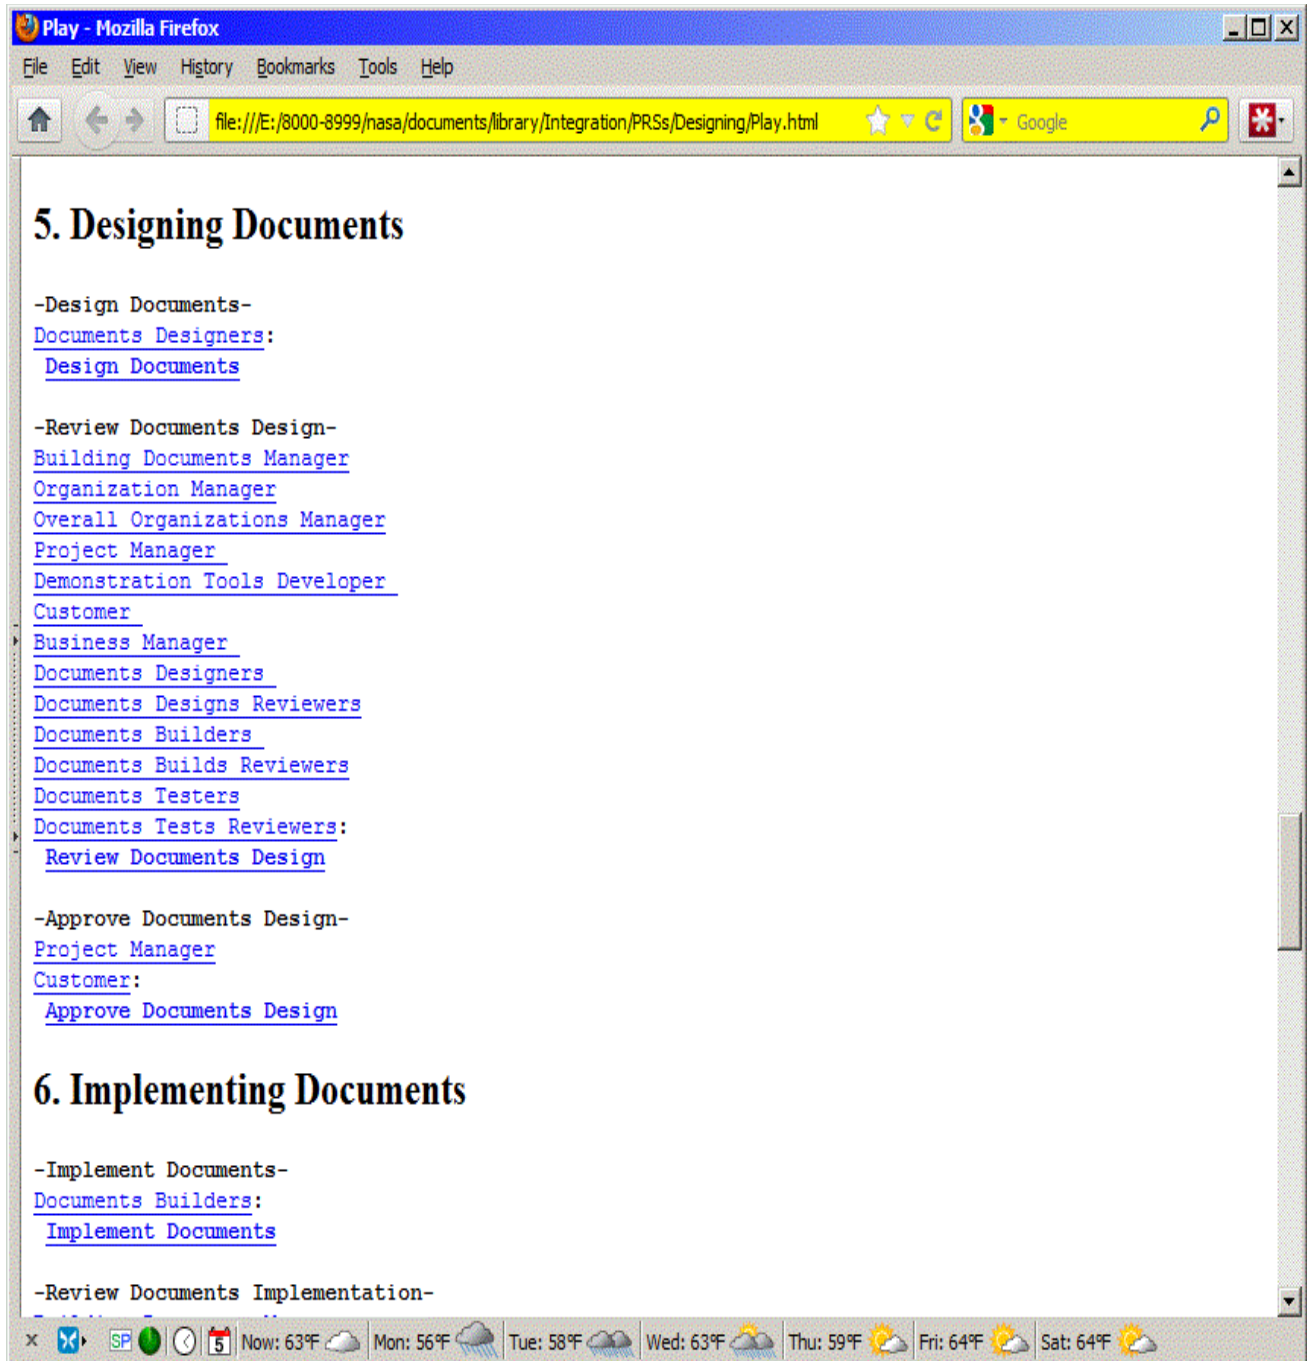 Play - Mozilla Firefox
File Edit View History Bookmarks Tools Help
file:///E:/8000-8999/nasa/documents/library/Integration/PRSs/Designing/Play.html Google
5. Designing Documents
-Design Documents-
Documents Designers:
Design Documents
-Review Documents Design-
Building Documents Manager
Organization Manager
Overall Organizations Manager
Project Manager
Demonstration Tools Developer
Customer
Business Manager
Documents Designers
Documents Designs Reviewers
Documents Builders
Documents Builds Reviewers
Documents Testers
Documents Tests Reviewers:
Review Documents Design
-Approve Documents Design-
Project Manager
Customer:
Approve Documents Design
6. Implementing Documents
-Implement Documents-
Documents Builders:
Implement Documents
-Review Documents Implementation-
SP 5 Now: 63°F Mon: 56°F Tue: 58°F Wed: 63°F Thu: 59°F Fri: 64°F Sat: 64°F